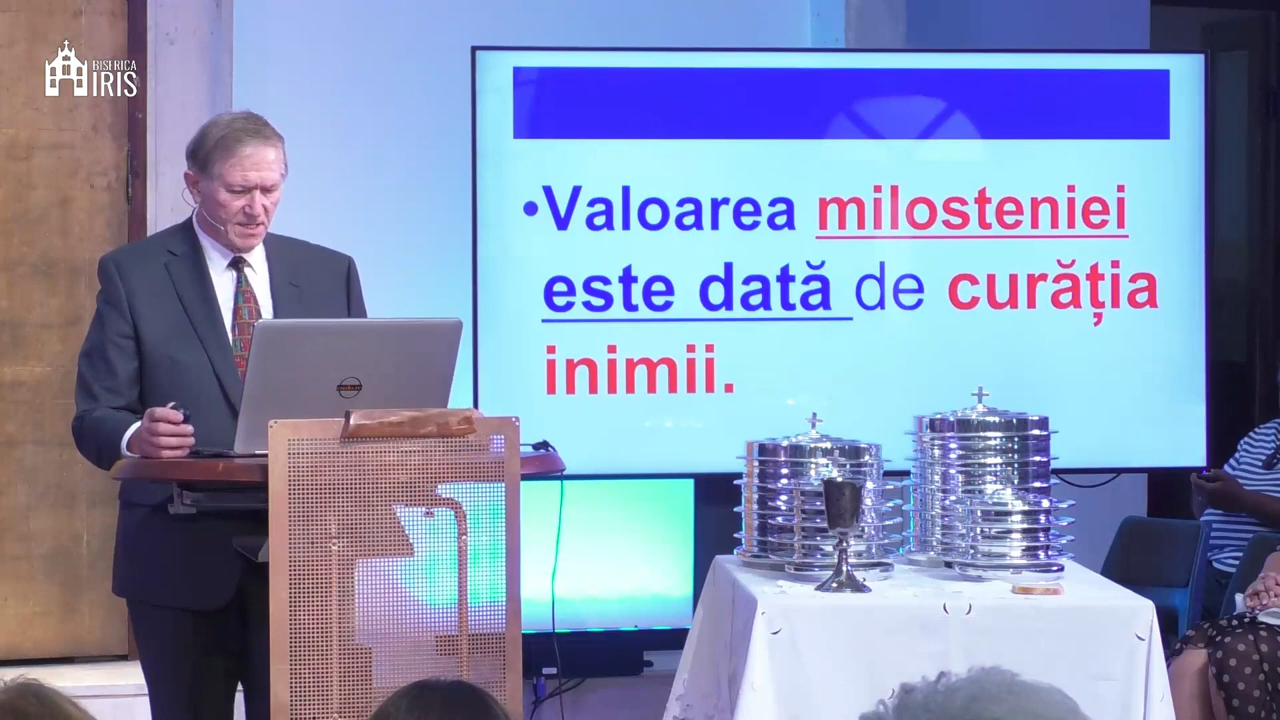 BISERICA
IRIS
•Valoarea milosteniei
este dată de curăția
inimii.